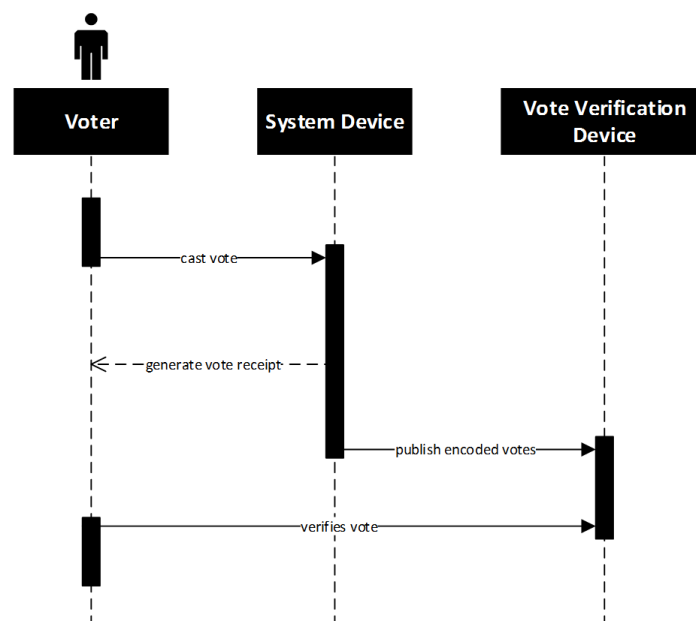 Voter
System Device
Vote Verification
Device
cast vote
generate vote receipt
publish encoded votes
verifies vote